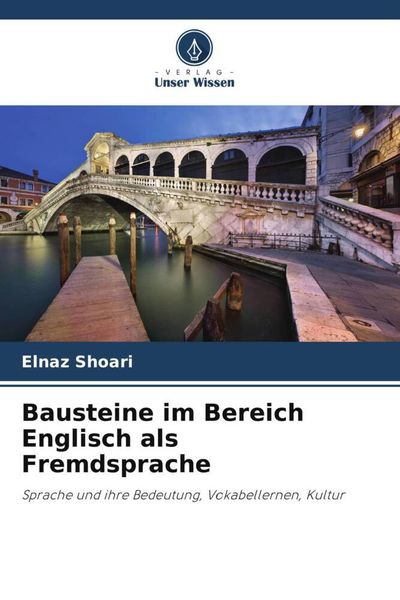 - VERLAG -
Unser Wissen
Elnaz Shoari
Bausteine im Bereich
Englisch als
Fremdsprache
Sprache und ihre Bedeutung, Vokabellernen, Kultur